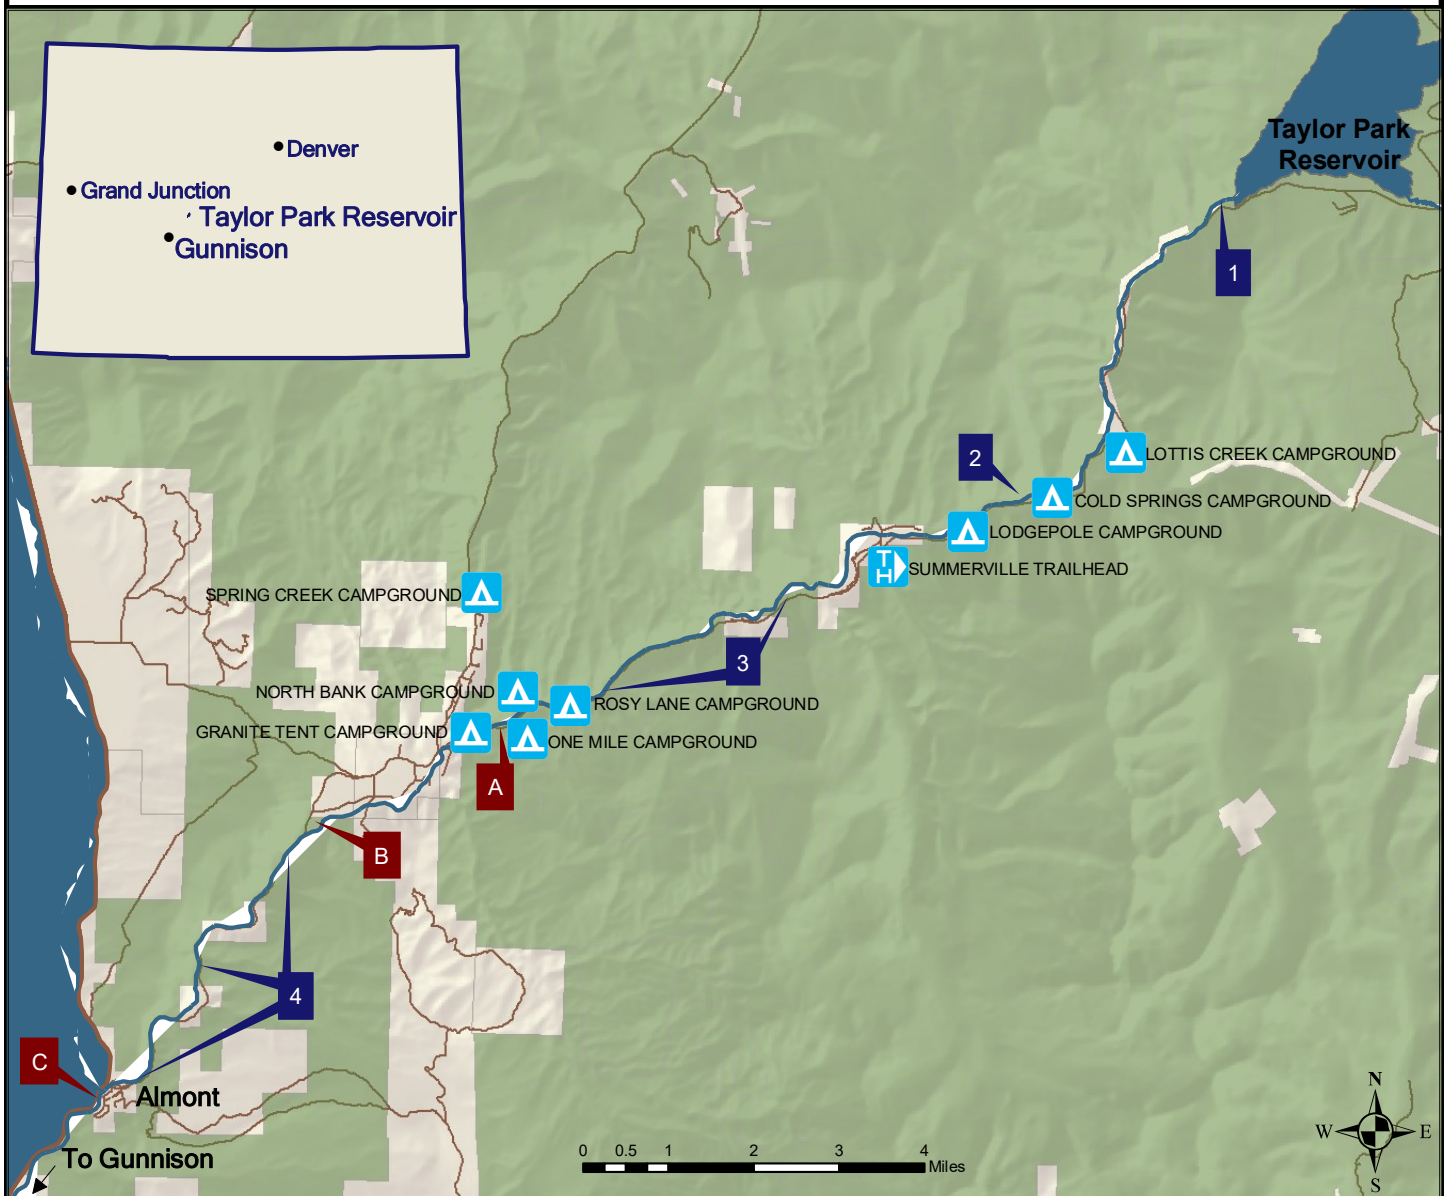 Denver
Grand Junction
Taylor Park Reservoir
Gunnison
Taylor Park
Reservoir
1
2
LOTTIS CREEK CAMPGROUND
COLD SPRINGS CAMPGROUND
LODGEPOLE CAMPGROUND
TH
SUMMERVILLE TRAILHEAD
SPRING CREEK CAMPGROUND
3
NORTH BANK CAMPGROUND
ROSY LANE CAMPGROUND
GRANITE TENT CAMPGROUND
ONE MILE CAMPGROUND
A
B
4
C
Almont
To Gunnison
0 0.5 1 2 3 4
Miles
N
W E
S